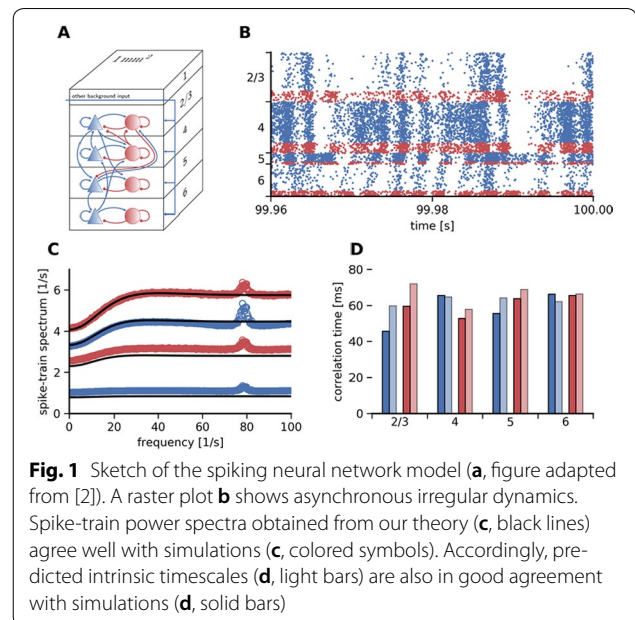 A
1mm²
1
other background input
2/3
4
5
6
B
2/3
4
5
6
99.96
99.98
100.00
time [s]
C
spike-train spectrum [1/s]
6
4
2
0
0
20
40
60
80
100
frequency [1/s]
D
correlation time [ms]
80
60
40
20
0
2/3
4
5
6
Fig. 1 Sketch of the spiking neural network model (a, figure adapted
from [2]). A raster plot b shows asynchronous irregular dynamics.
Spike-train power spectra obtained from our theory (c, black lines)
agree well with simulations (c, colored symbols). Accordingly, pre-
dicted intrinsic timescales (d, light bars) are also in good agreement
with simulations (d, solid bars)